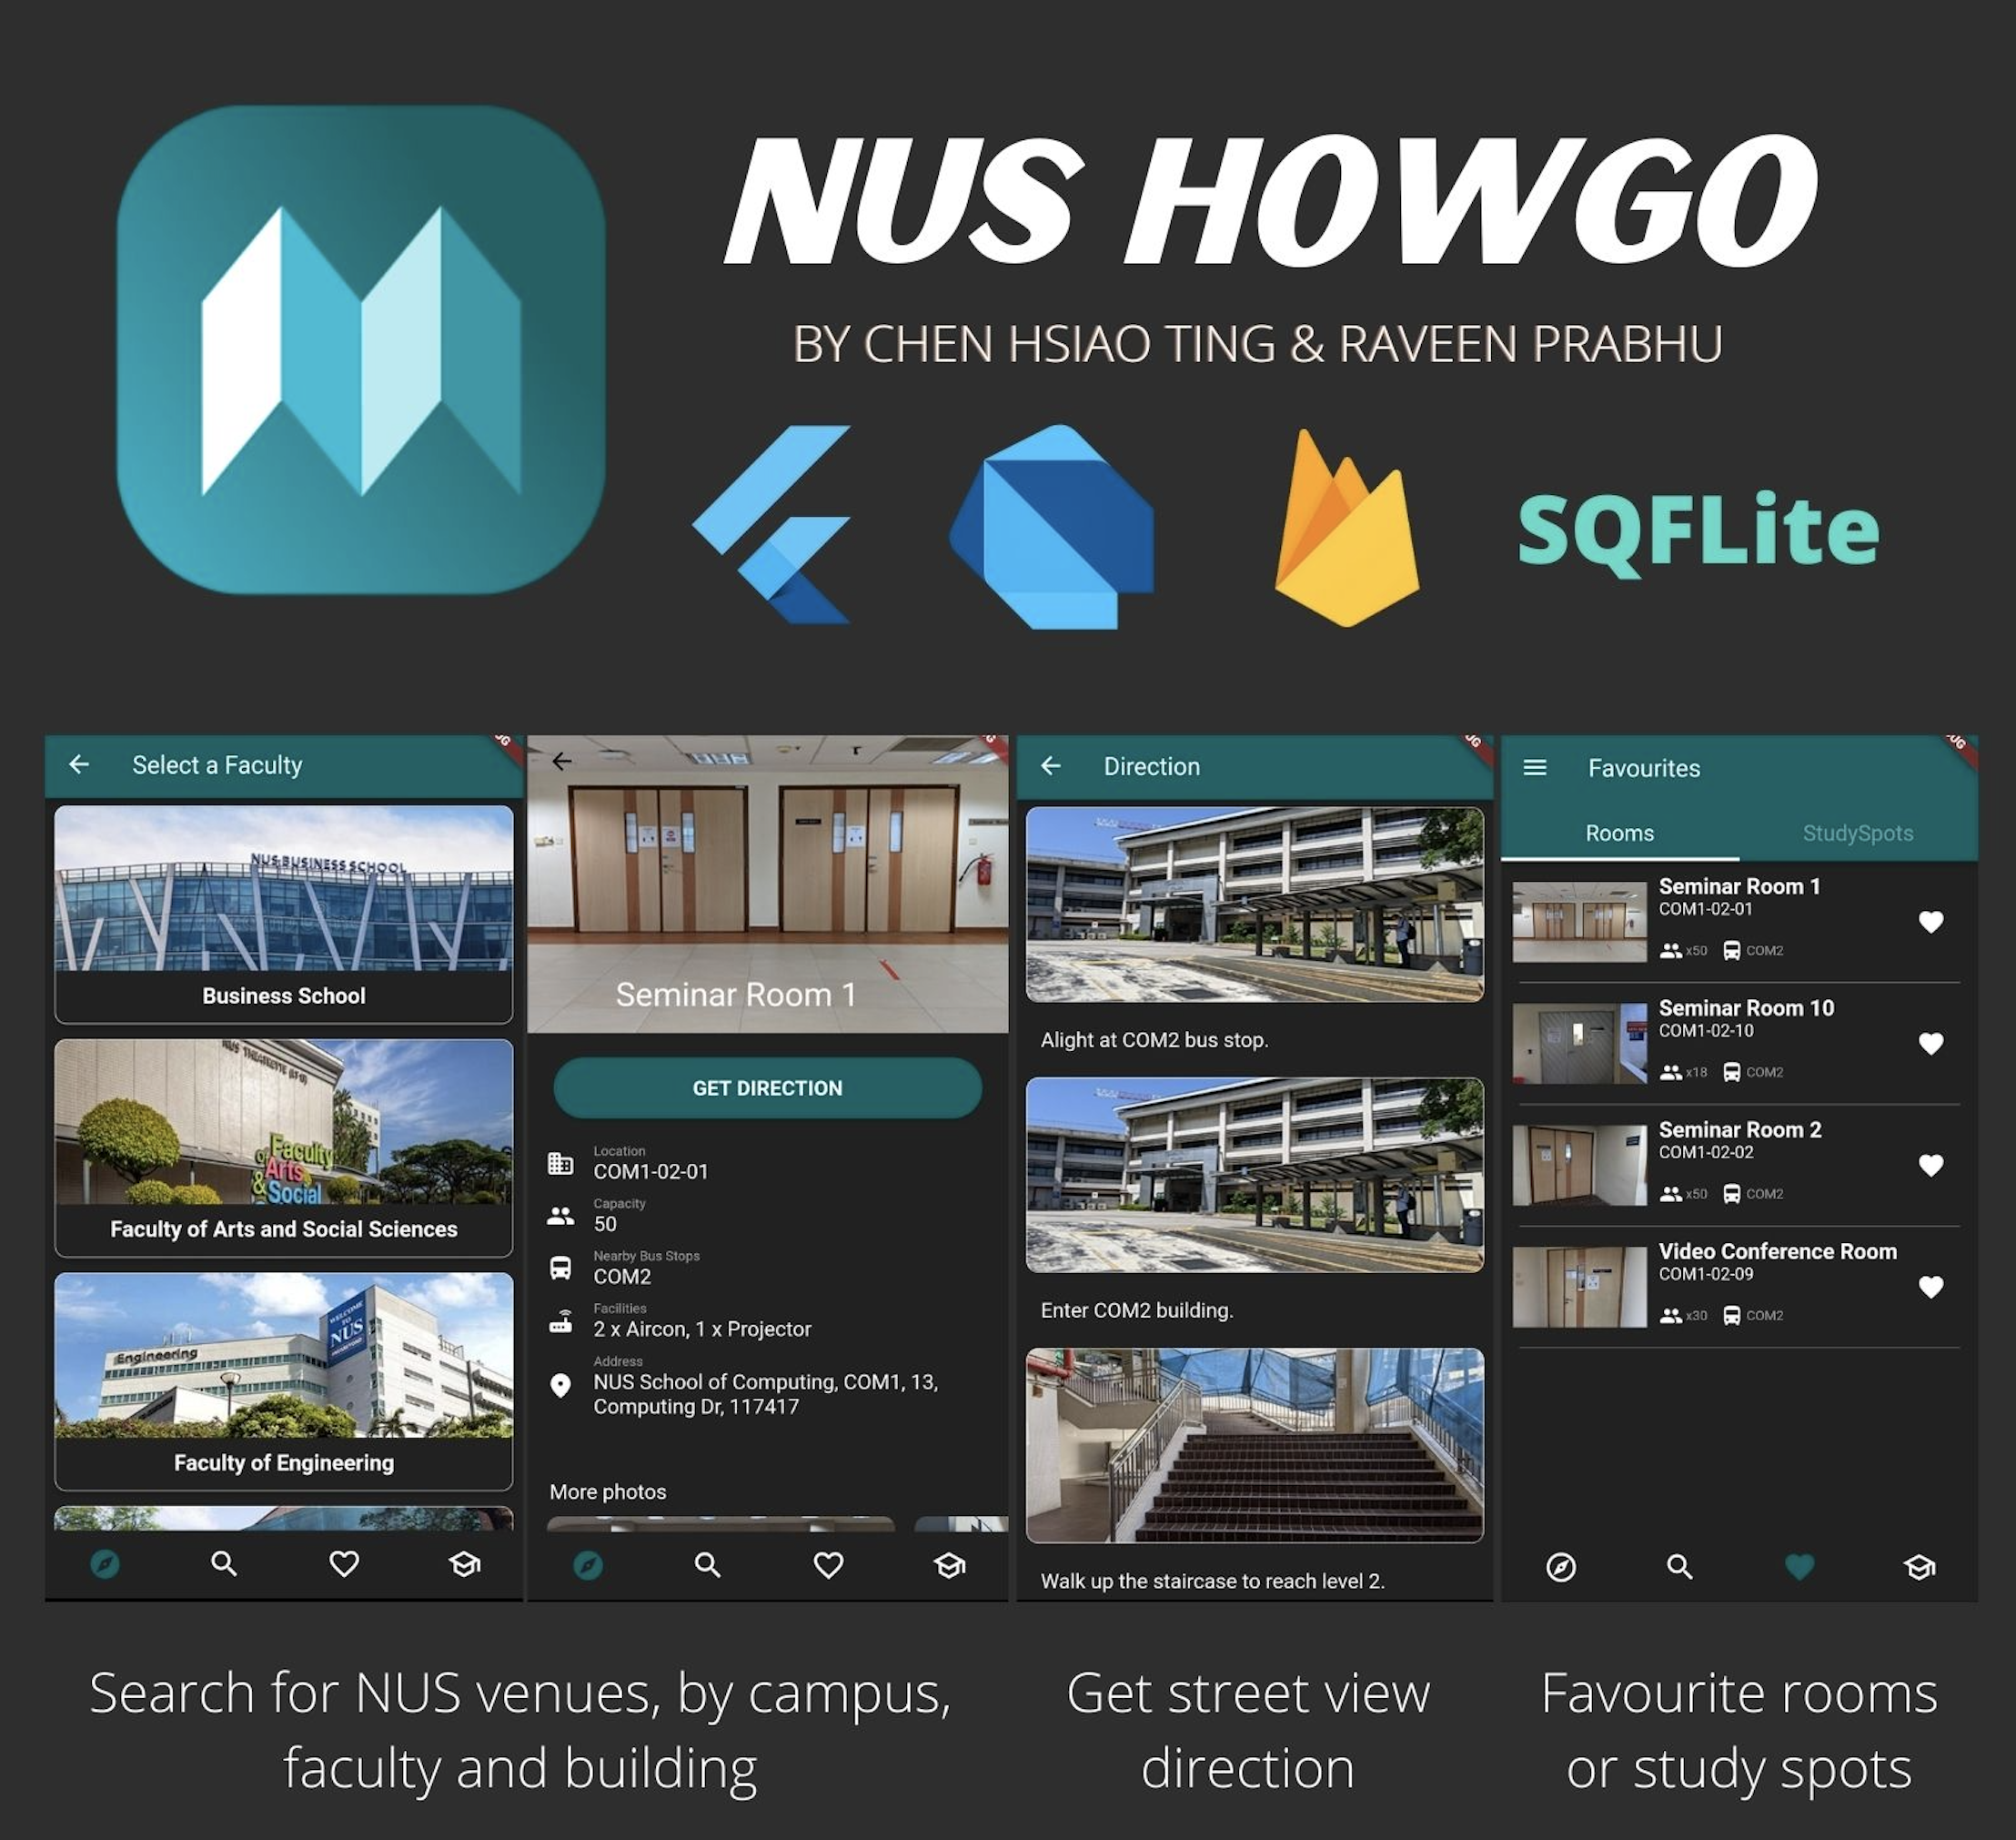 NUS HOWGO
BY CHEN HSIAO TING & RAVEEN PRABHU
SQFLite
Select a Faculty
NUS BUSINESS SCHOOL
Business School
NUS THEATRETTE
Faculty
of Arts
& Social
Faculty of Arts and Social Sciences
WELCOME
TO
NUS
Engineering
Faculty of Engineering
Seminar Room 1
GET DIRECTION
Location
COM1-02-01
Capacity
50
Nearby Bus Stops
COM2
Facilities
2 x Aircon, 1 x Projector
Address
NUS School of Computing, COM1, 13,
Computing Dr, 117417
More photos
Direction
Alight at COM2 bus stop.
Enter COM2 building.
Walk up the staircase to reach level 2.
Favourites
Rooms StudySpots
Seminar Room 1
COM1-02-01
x50 COM2
Seminar Room 10
COM1-02-10
x18 COM2
Seminar Room 2
COM1-02-02
x50 COM2
Video Conference Room
COM1-02-09
x30 COM2
Search for NUS venues, by campus,
faculty and building
Get street view
direction
Favourite rooms
or study spots